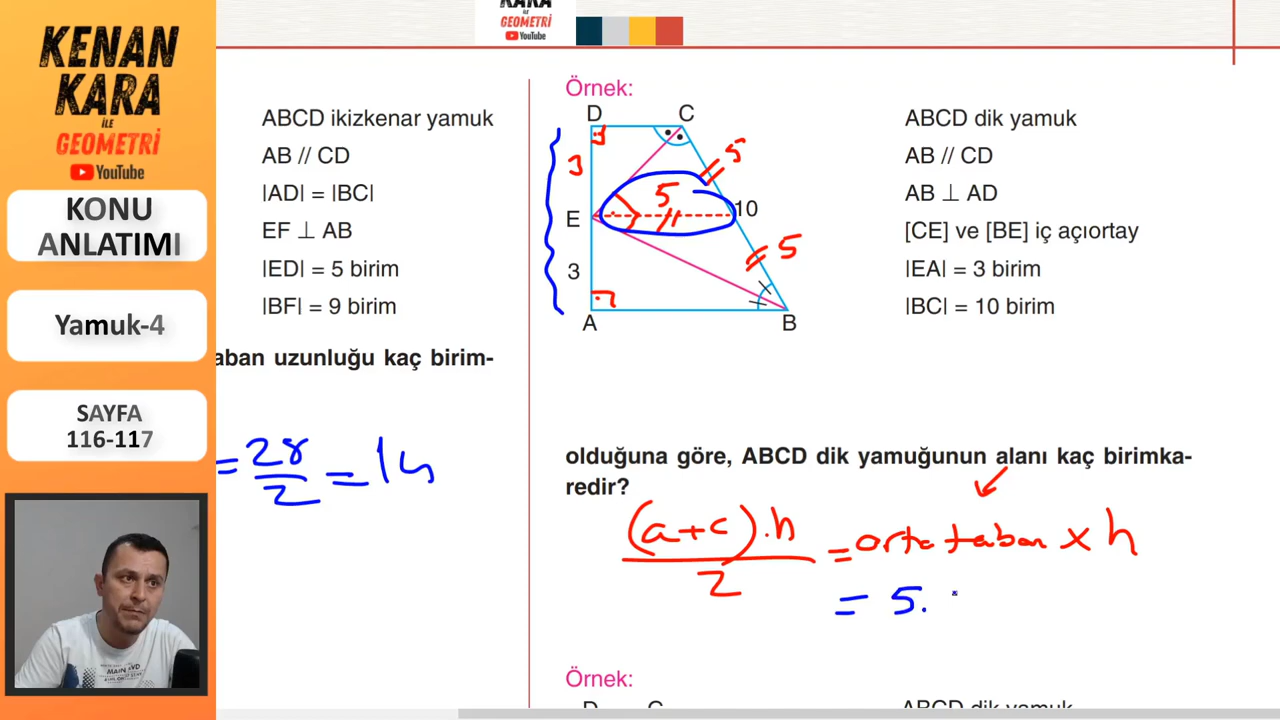 KENAN
KARA
İLE
GEOMETRİ
YouTube
KONU
ANLATIMI
Yamuk-4
SAYFA
116-117
KARA
İLE
GEOMETRİ
YouTube
ABCD ikizkenar yamuk
AB // CD
|AD| = |BC|
EF ⊥ AB
|ED| = 5 birim
|BF| = 9 birim
aban uzunluğu kaç birim-
= 28/2 = 14
Örnek:
D C
3 5
5
E 10
5
3
A B
ABCD dik yamuk
AB // CD
AB ⊥ AD
[CE] ve [BE] iç açıortay
|EA| = 3 birim
|BC| = 10 birim
olduğuna göre, ABCD dik yamuğunun alanı kaç birimka-
redir?
(a+c).h/2 = orta taban x h
= 5.
Örnek:
D C
ABCD dik yamuk